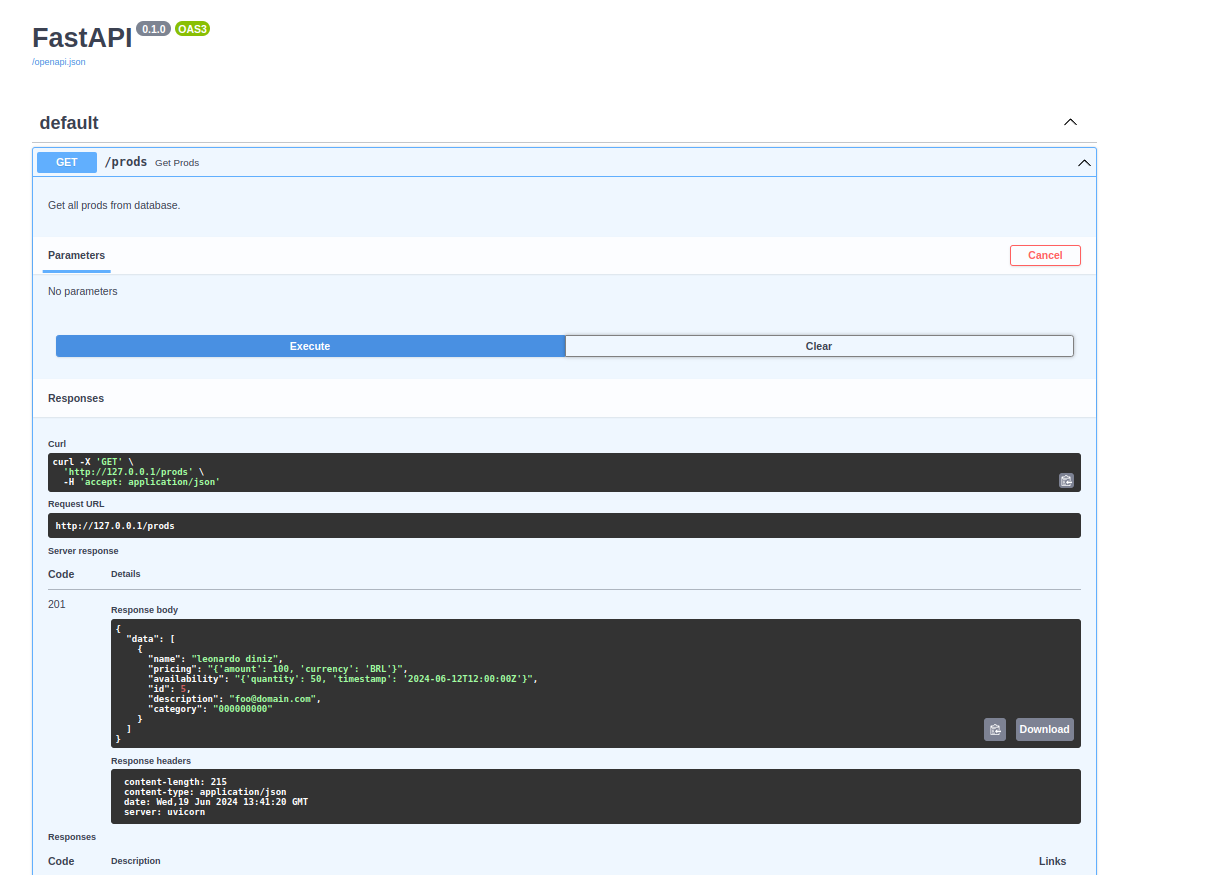 FastAPI 0.1.0 OAS3
/openapi.json
default
GET /prods Get Prods
Get all prods from database.
Parameters Cancel
No parameters
Execute Clear
Responses
Curl
curl -X 'GET' \
  'http://127.0.0.1/prods' \
  -H 'accept: application/json'
Request URL
http://127.0.0.1/prods
Server response
Code Details
201 Response body
{
  "data": [
    {
      "name": "leonardo diniz",
      "pricing": "{'amount': 100, 'currency': 'BRL'}",
      "availability": "{'quantity': 50, 'timestamp': '2024-06-12T12:00:00Z'}",
      "id": 5,
      "description": "foo@domain.com",
      "category": "000000000"
    }
  ]
}
Download
Response headers
content-length: 215
content-type: application/json
date: Wed,19 Jun 2024 13:41:20 GMT
server: uvicorn
Responses
Code Description Links